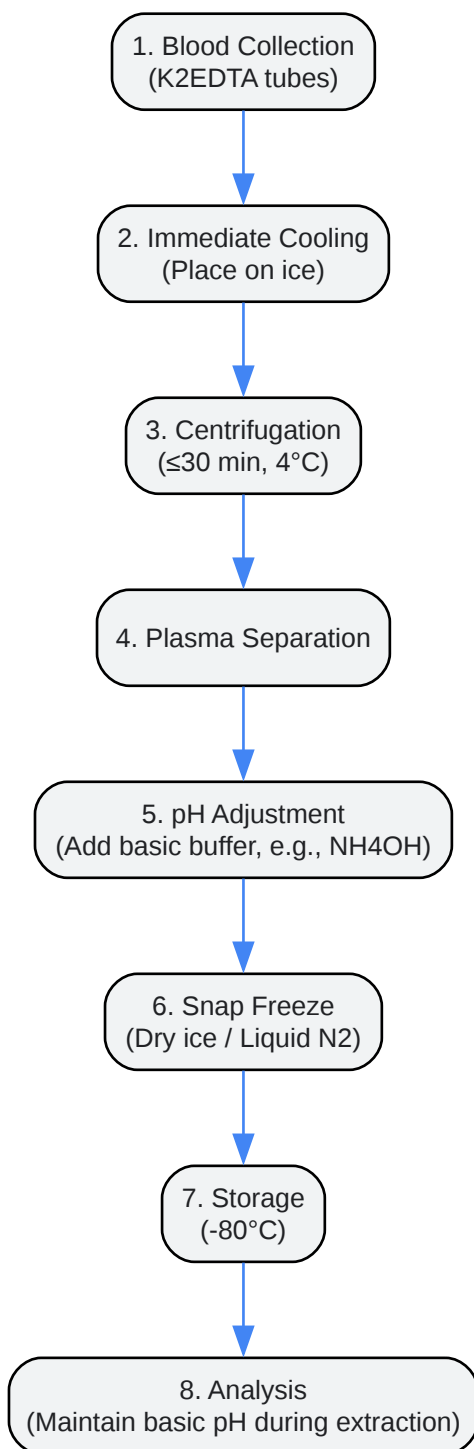 1. Blood Collection
(K2EDTA tubes)
2. Immediate Cooling
(Place on ice)
3. Centrifugation
(≤30 min, 4°C)
4. Plasma Separation
5. pH Adjustment
(Add basic buffer, e.g., NH4OH)
6. Snap Freeze
(Dry ice / Liquid N2)
7. Storage
(-80°C)
8. Analysis
(Maintain basic pH during extraction)